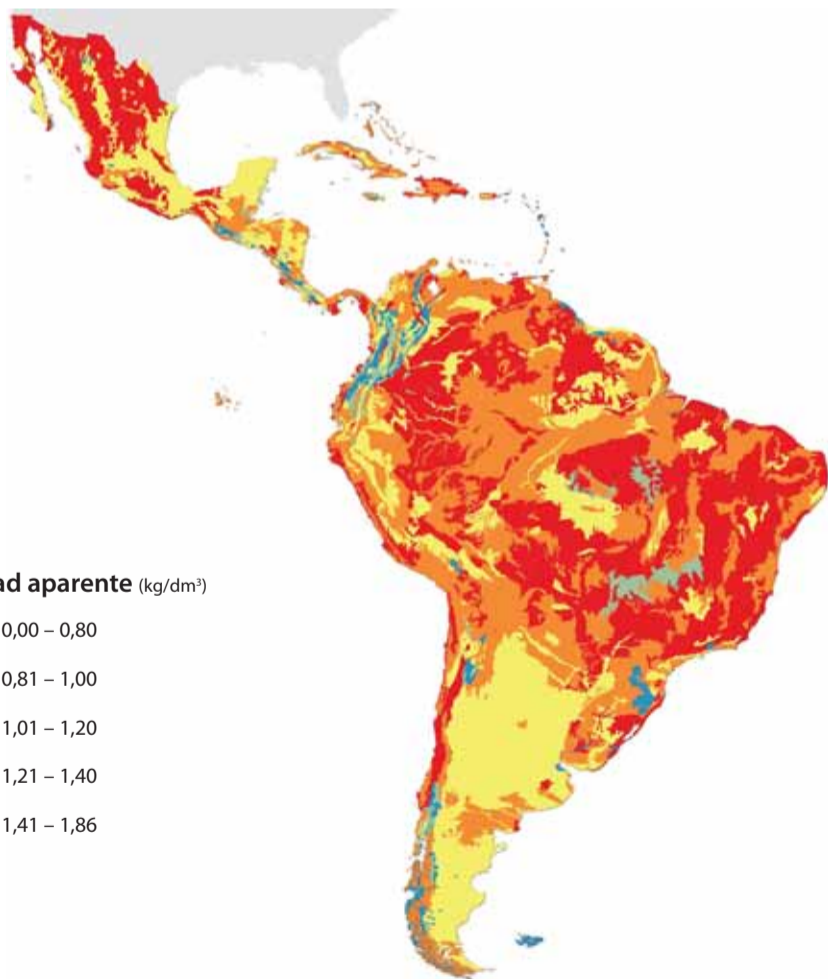 ad aparente (kg/dm³)
0,00 – 0,80
0,81 – 1,00
1,01 – 1,20
1,21 – 1,40
1,41 – 1,86